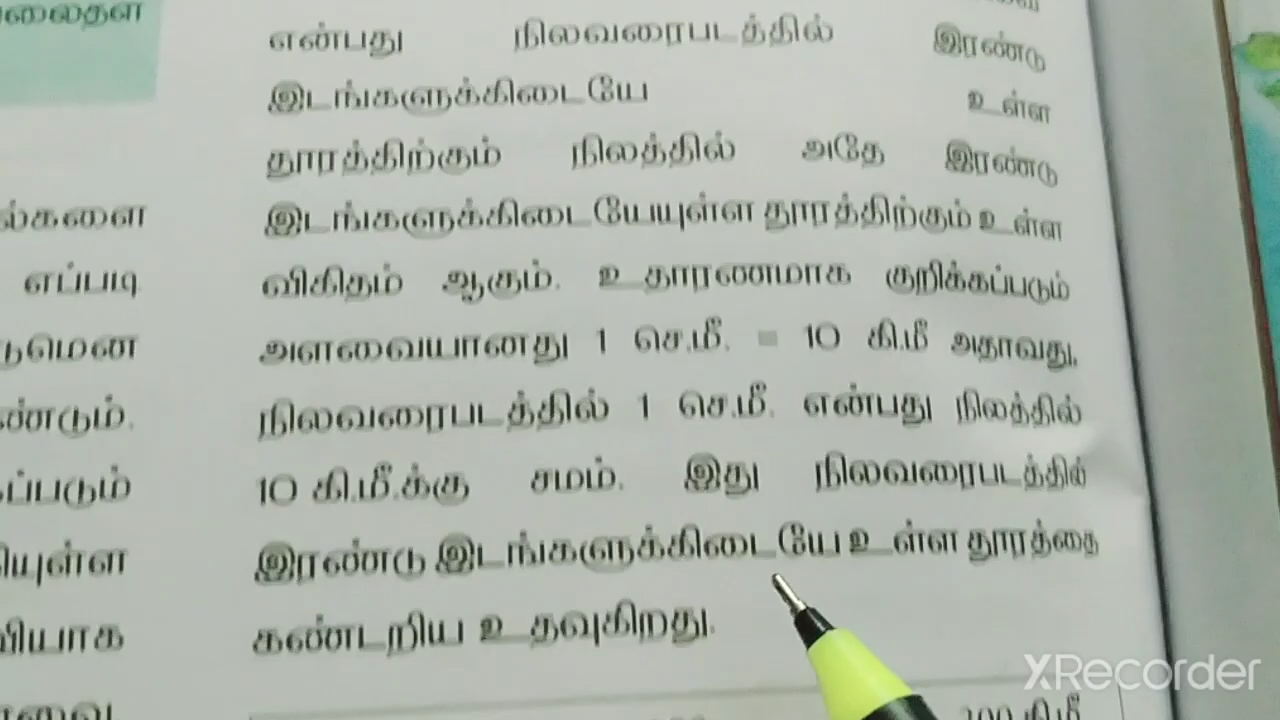 என்பது நிலவரைபடத்தில் இரண்டு
இடங்களுக்கிடையே உள்ள
தூரத்திற்கும் நிலத்தில் அதே இரண்டு
இடங்களுக்கிடையேயுள்ள தூரத்திற்கும் உள்ள
விகிதம் ஆகும். உதாரணமாக குறிக்கப்படும்
அளவையானது 1 செ.மீ. = 10 கி.மீ அதாவது,
நிலவரைபடத்தில் 1 செ.மீ. என்பது நிலத்தில்
10 கி.மீ.க்கு சமம். இது நிலவரைபடத்தில்
இரண்டு இடங்களுக்கிடையே உள்ள தூரத்தை
கண்டறிய உதவுகிறது.
எப்படி
XRecorder